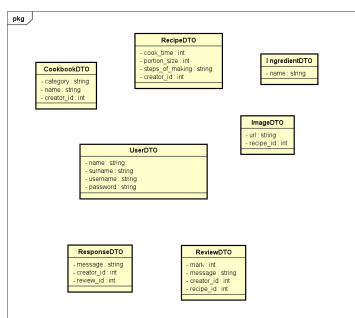 pkg
RecipeDTO
- cook_time : int
- portion_size : int
- steps_of_making : string
- creator_id : int
CookbookDTO
- category : string
- name : string
- creator_id : int
I ngredientDTO
- name : string
ImageDTO
- url : string
- recipe_id : int
UserDTO
- name : string
- surname : string
- username : string
- password : string
ResponseDTO
- message : string
- creator_id : int
- review_id : int
ReviewDTO
- mark : int
- message : string
- creator_id : int
- recipe_id : int